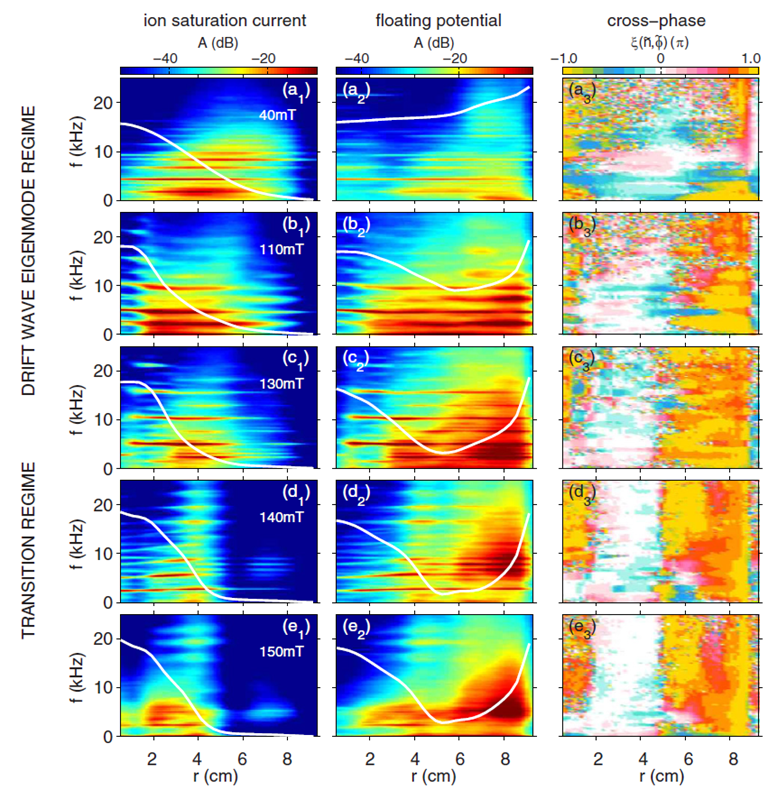 ion saturation current floating potential cross–phase
A (dB) A (dB) ξ(ñ,φ̃) (π)
−40 −20 −40 −20 −1.0 0 1.0
DRIFT WAVE EIGENMODE REGIME
TRANSITION REGIME
(a1) (a2) (a3)
40mT
f (kHz)
20
10
0
(b1) (b2) (b3)
110mT
f (kHz)
20
10
0
(c1) (c2) (c3)
130mT
f (kHz)
20
10
0
(d1) (d2) (d3)
140mT
f (kHz)
20
10
0
(e1) (e2) (e3)
150mT
f (kHz)
20
10
0
2 4 6 8 2 4 6 8 2 4 6 8
r (cm) r (cm) r (cm)